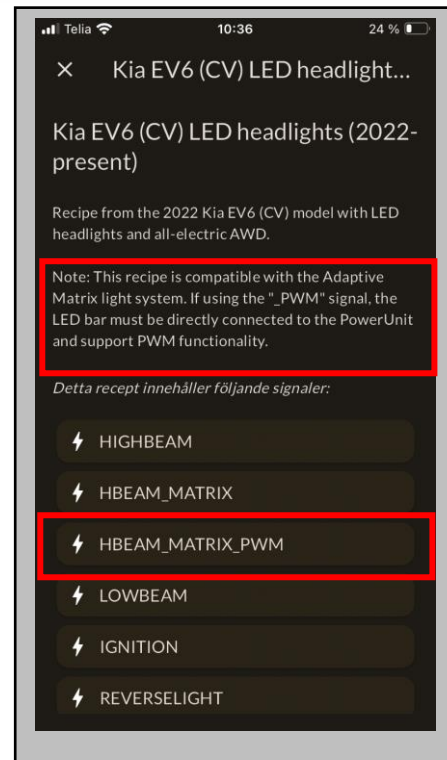 Telia 10:36 24 %
× Kia EV6 (CV) LED headlight...
Kia EV6 (CV) LED headlights (2022-
present)
Recipe from the 2022 Kia EV6 (CV) model with LED
headlights and all-electric AWD.
Note: This recipe is compatible with the Adaptive
Matrix light system. If using the "_PWM" signal, the
LED bar must be directly connected to the PowerUnit
and support PWM functionality.
Detta recept innehåller följande signaler:
HIGHBEAM
HBEAM_MATRIX
HBEAM_MATRIX_PWM
LOWBEAM
IGNITION
REVERSELIGHT